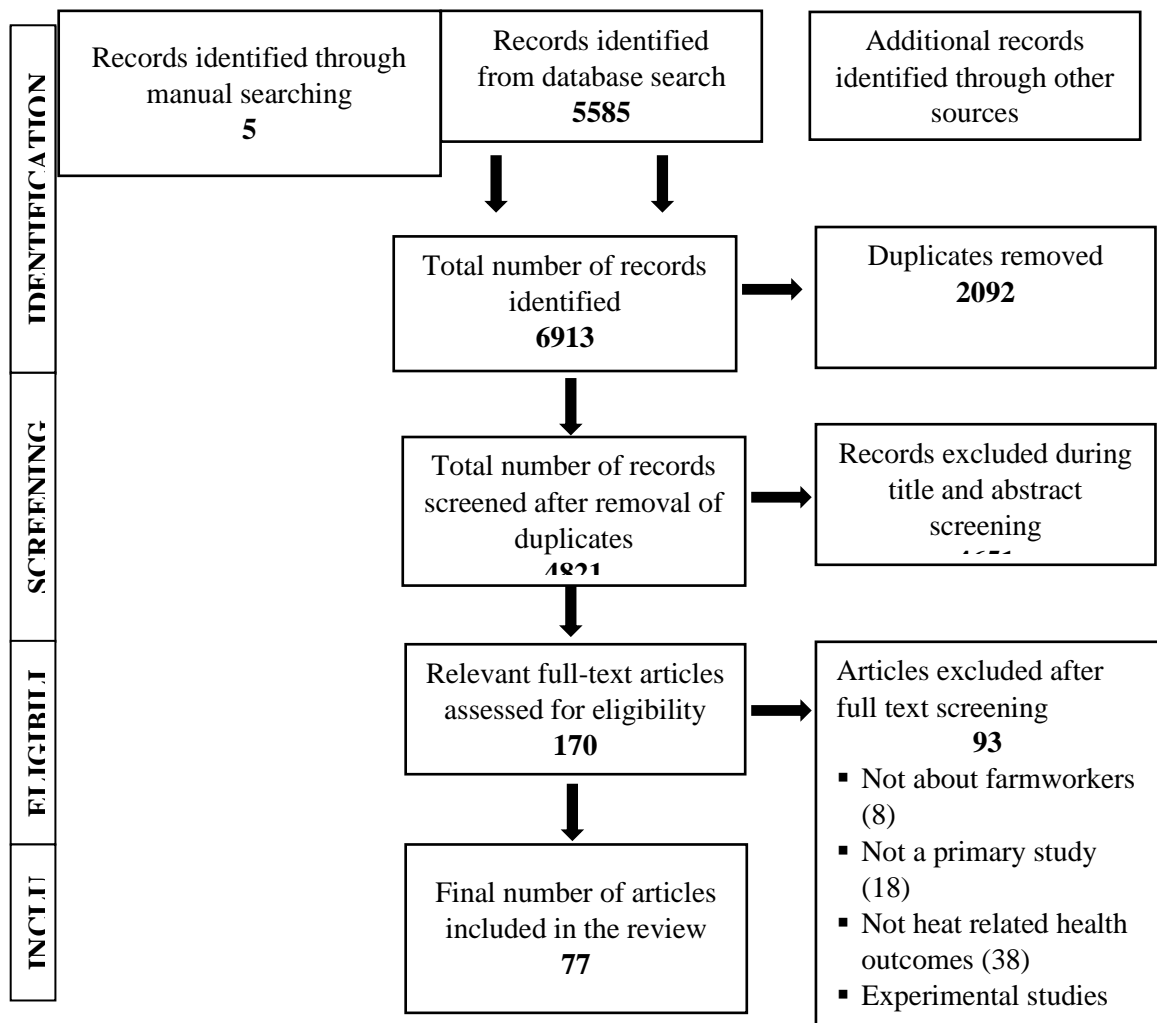 IDENTIFICATION
Records identified through
manual searching
5
Records identified
from database search
5585
Additional records
identified through other
sources
Total number of records
identified
6913
Duplicates removed
2092
SCREENING
Total number of records
screened after removal of
duplicates
4821
Records excluded during
title and abstract
screening
ELIGIBILI
Relevant full-text articles
assessed for eligibility
170
Articles excluded after
full text screening
93
▪ Not about farmworkers
(8)
▪ Not a primary study
(18)
▪ Not heat related health
outcomes (38)
▪ Experimental studies
INCLU
Final number of articles
included in the review
77